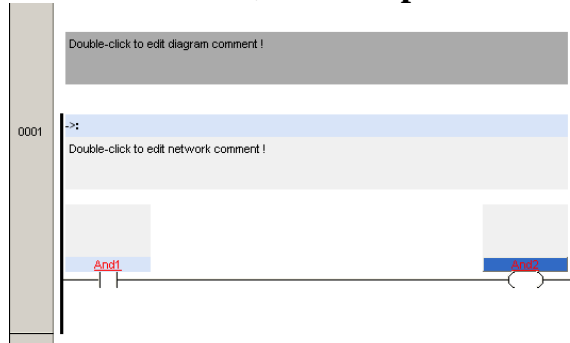 Double-click to edit diagram comment !
0001
->:
Double-click to edit network comment !
And1
And2